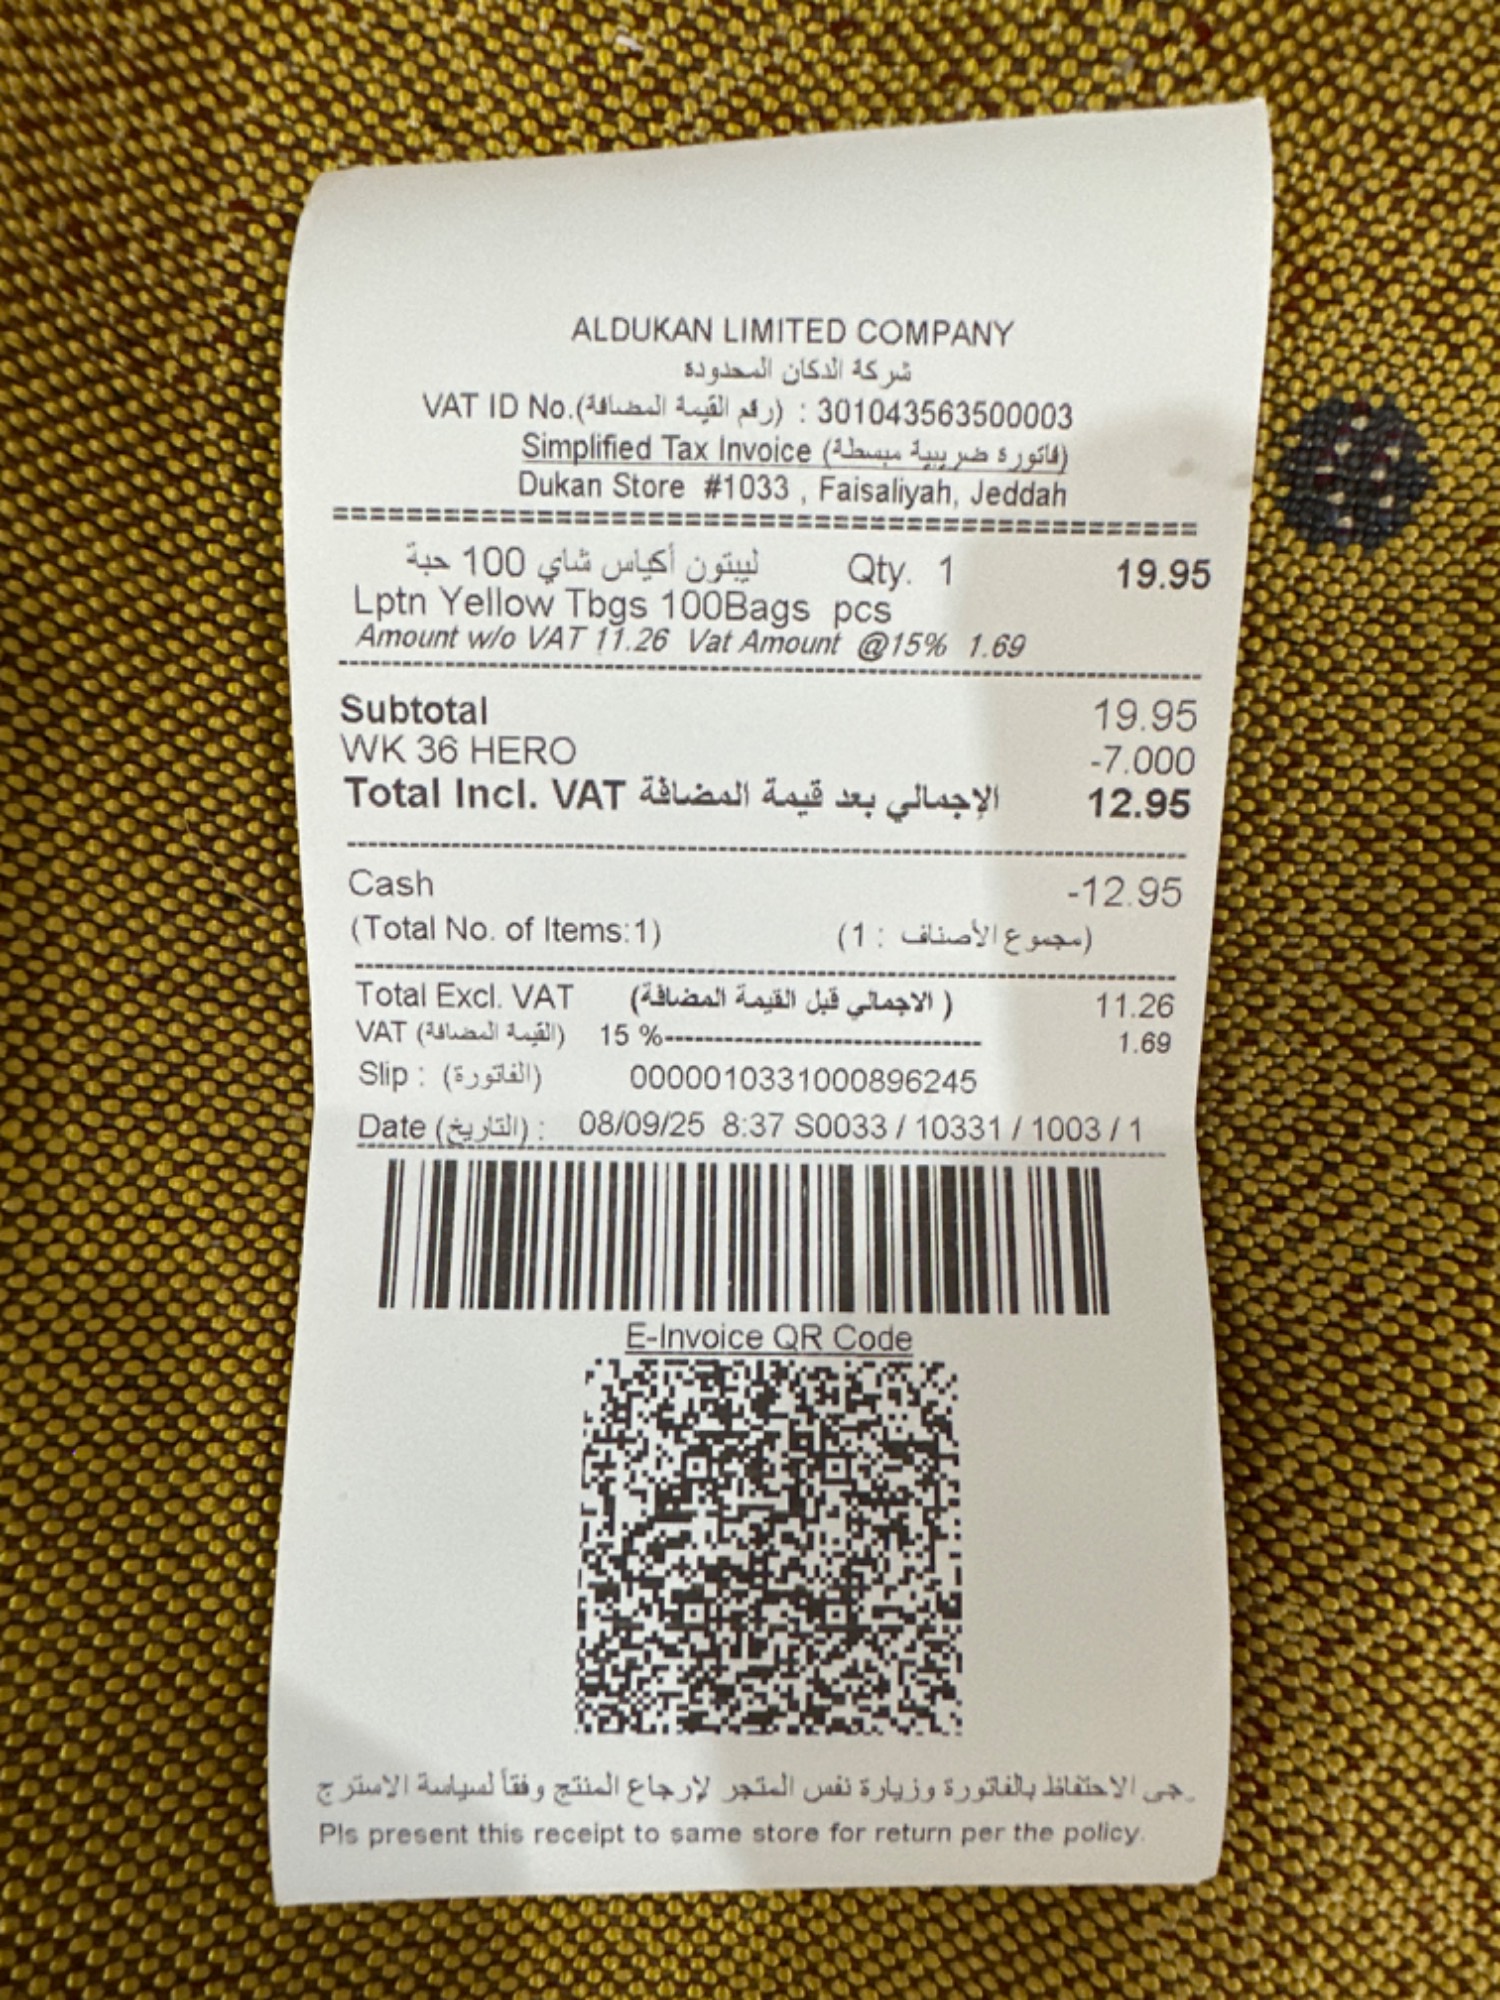 ALDUKAN LIMITED COMPANY
شركة الدكان المحدوده
VAT ID No.(رقم القيمة المضافة) : 301043563500003
Simplified Tax Invoice (فاتورة ضريبية مبسطة)
Dukan Store #1033 , Faisaliyah, Jeddah
ليبتون أكياس شاي 100 حبة Qty. 1 19.95
Lptn Yellow Tbgs 100Bags pcs
Amount w/o VAT 11.26 Vat Amount @15% 1.69
Subtotal 19.95
WK 36 HERO -7.000
Total Incl. VAT الإجمالي بعد قيمة المضافة 12.95
Cash -12.95
(Total No. of Items:1) (مجموع الأصناف : 1)
Total Excl. VAT ( الاجمالي قبل القيمة المضافة) 11.26
VAT (القيمة المضافة) 15 %------------------------------- 1.69
Slip : (الفاتورة) 0000010331000896245
Date (التاريخ) : 08/09/25 8:37 S0033 / 10331 / 1003 / 1
E-Invoice QR Code
جى الاحتفاظ بالفاتورة وزيارة نفس المتجر لإرجاع المنتج وفقاً لسياسة الاسترج
Pls present this receipt to same store for return per the policy.